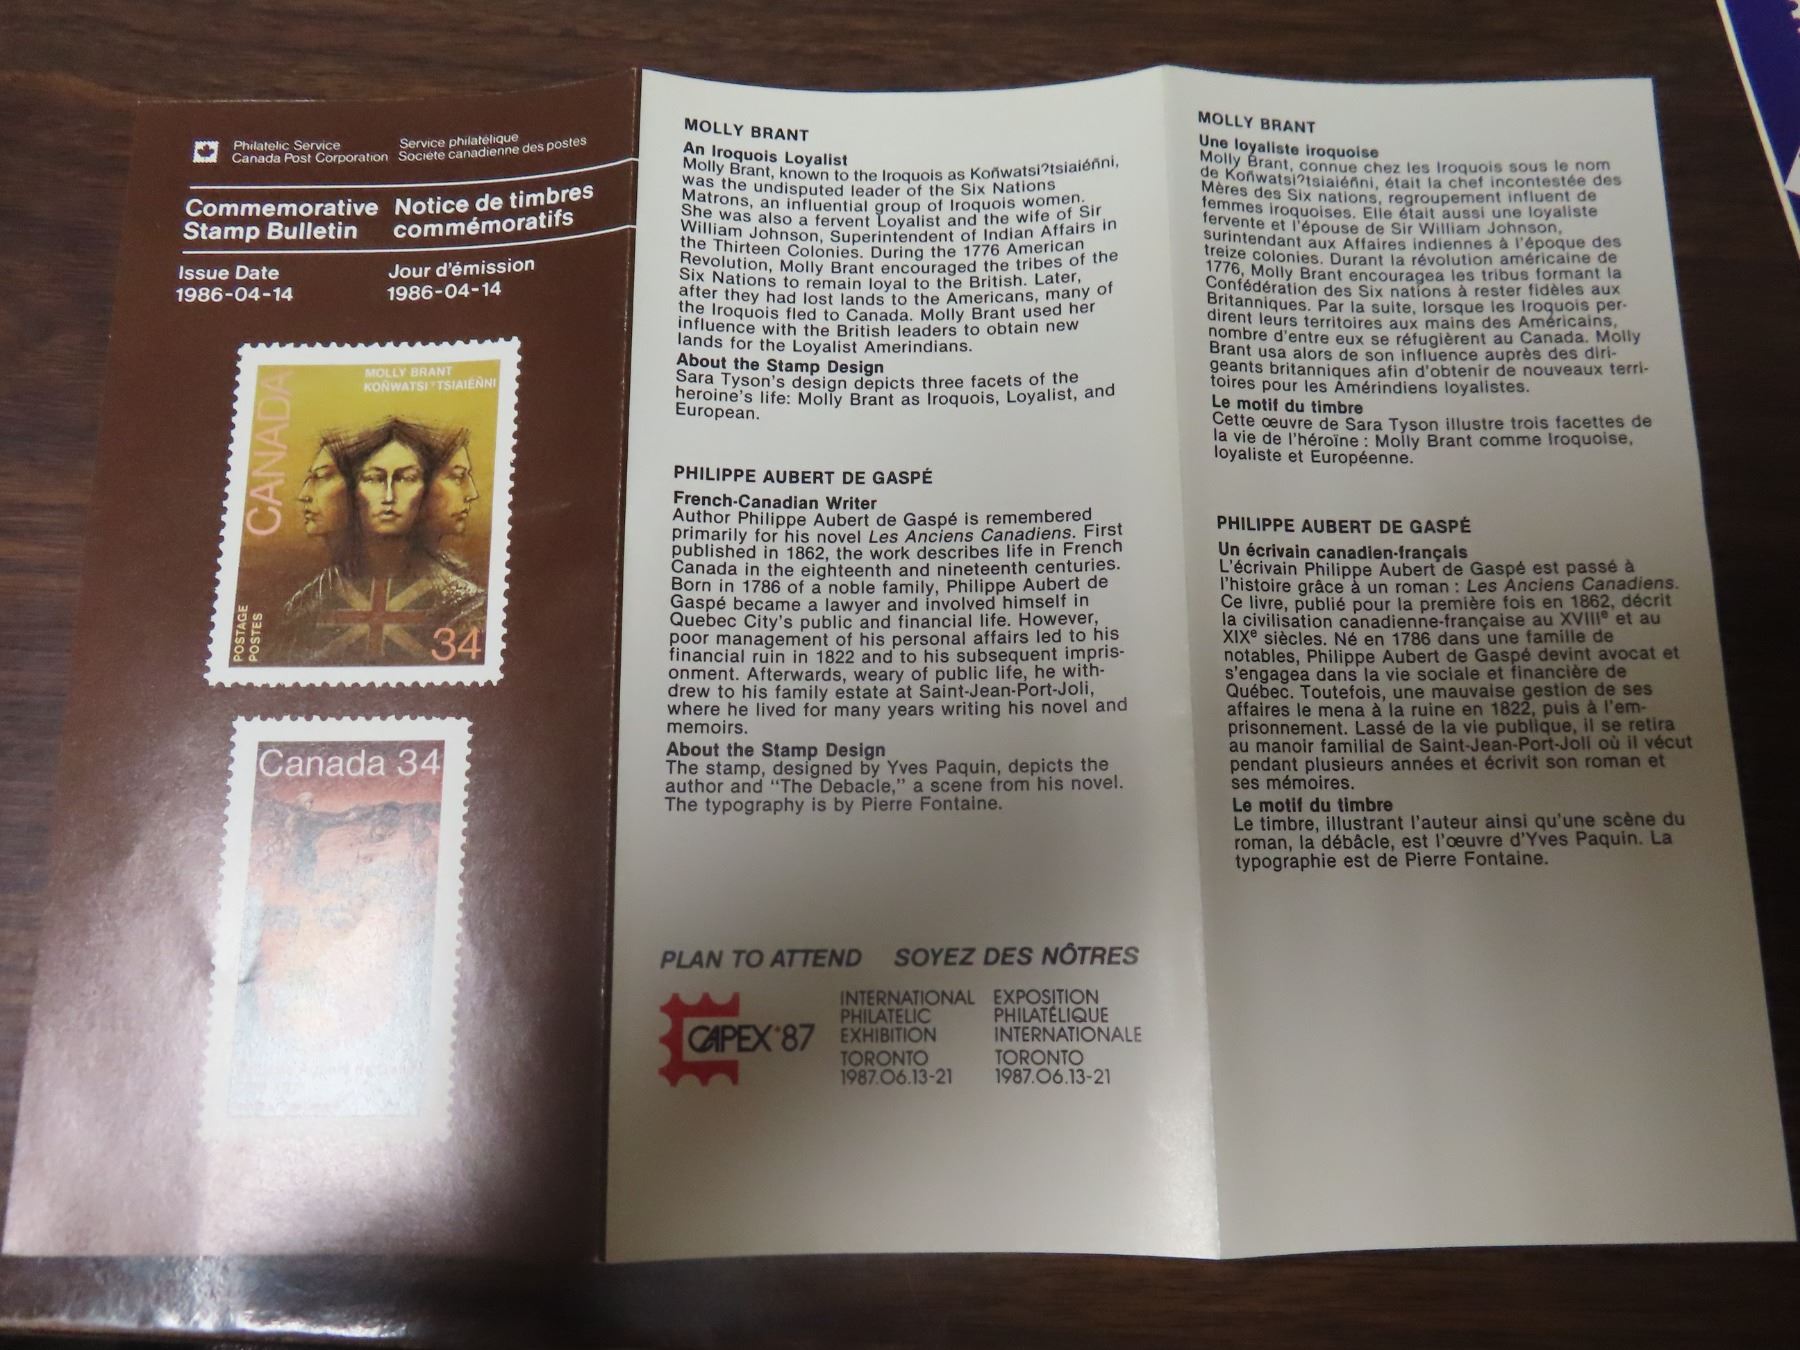 Philatelic Service
Canada Post Corporation
Service philatélique
Société canadienne des postes
Commemorative
Stamp Bulletin
Notice de timbres
commémoratifs
Issue Date
1986-04-14
Jour d'émission
1986-04-14
MOLLY BRANT
KOÑWATSI?TSIAIÉÑNI
CANADA
POSTAGE
POSTES
34
Canada 34
MOLLY BRANT
An Iroquois Loyalist
Molly Brant, known to the Iroquois as Koñwatsi?tsiaiéñni,
was the undisputed leader of the Six Nations
Matrons, an influential group of Iroquois women.
She was also a fervent Loyalist and the wife of Sir
William Johnson, Superintendent of Indian Affairs in
the Thirteen Colonies. During the 1776 American
Revolution, Molly Brant encouraged the tribes of the
Six Nations to remain loyal to the British. Later,
after they had lost lands to the Americans, many of
the Iroquois fled to Canada. Molly Brant used her
influence with the British leaders to obtain new
lands for the Loyalist Amerindians.
About the Stamp Design
Sara Tyson's design depicts three facets of the
heroine's life: Molly Brant as Iroquois, Loyalist, and
European.
PHILIPPE AUBERT DE GASPÉ
French-Canadian Writer
Author Philippe Aubert de Gaspé is remembered
primarily for his novel Les Anciens Canadiens. First
published in 1862, the work describes life in French
Canada in the eighteenth and nineteenth centuries.
Born in 1786 of a noble family, Philippe Aubert de
Gaspé became a lawyer and involved himself in
Quebec City's public and financial life. However,
poor management of his personal affairs led to his
financial ruin in 1822 and to his subsequent impris-
onment. Afterwards, weary of public life, he with-
drew to his family estate at Saint-Jean-Port-Joli,
where he lived for many years writing his novel and
memoirs.
About the Stamp Design
The stamp, designed by Yves Paquin, depicts the
author and "The Debacle," a scene from his novel.
The typography is by Pierre Fontaine.
PLAN TO ATTEND SOYEZ DES NÔTRES
CAPEX 87
INTERNATIONAL
PHILATELIC
EXHIBITION
TORONTO
1987.06.13-21
EXPOSITION
PHILATÉLIQUE
INTERNATIONALE
TORONTO
1987.06.13-21
MOLLY BRANT
Une loyaliste iroquoise
Molly Brant, connue chez les Iroquois sous le nom
de Koñwatsi?tsiaiéñni, était la chef incontestée des
Mères des Six nations, regroupement influent de
femmes iroquoises. Elle était aussi une loyaliste
fervente et l'épouse de Sir William Johnson,
surintendant aux Affaires indiennes à l'époque des
treize colonies. Durant la révolution américaine de
1776, Molly Brant encouragea les tribus formant la
Confédération des Six nations à rester fidèles aux
Britanniques. Par la suite, lorsque les Iroquois per-
dirent leurs territoires aux mains des Américains,
nombre d'entre eux se réfugièrent au Canada. Molly
Brant usa alors de son influence auprès des diri-
geants britanniques afin d'obtenir de nouveaux terri-
toires pour les Amérindiens loyalistes.
Le motif du timbre
Cette œuvre de Sara Tyson illustre trois facettes de
la vie de l'héroïne : Molly Brant comme Iroquoise,
loyaliste et Européenne.
PHILIPPE AUBERT DE GASPÉ
Un écrivain canadien-français
L'écrivain Philippe Aubert de Gaspé est passé à
l'histoire grâce à un roman : Les Anciens Canadiens.
Ce livre, publié pour la première fois en 1862, décrit
la civilisation canadienne-française au XVIIIe et au
XIXe siècles. Né en 1786 dans une famille de
notables, Philippe Aubert de Gaspé devint avocat et
s'engagea dans la vie sociale et financière de
Québec. Toutefois, une mauvaise gestion de ses
affaires le mena à la ruine en 1822, puis à l'em-
prisonnement. Lassé de la vie publique, il se retira
au manoir familial de Saint-Jean-Port-Joli où il vécut
pendant plusieurs années et écrivit son roman et
ses mémoires.
Le motif du timbre
Le timbre, illustrant l'auteur ainsi qu'une scène du
roman, la débâcle, est l'œuvre d'Yves Paquin. La
typographie est de Pierre Fontaine.